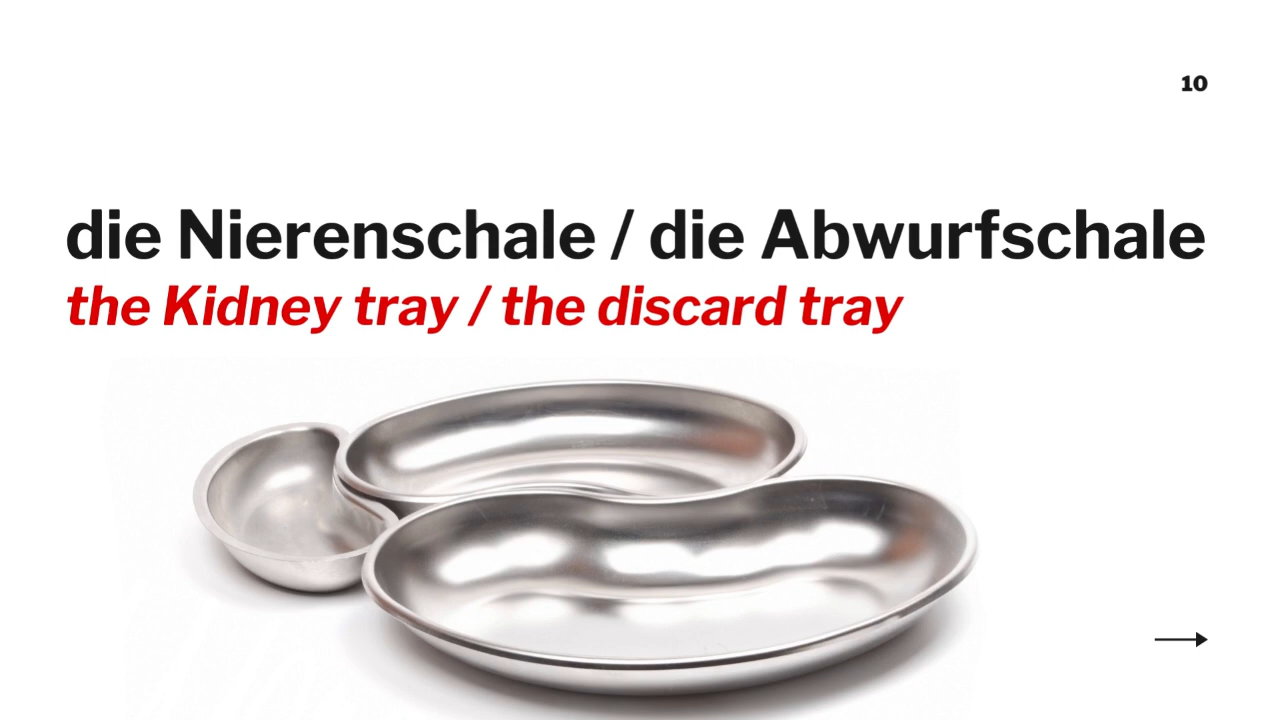 10
die Nierenschale / die Abwurfschale
the Kidney tray / the discard tray